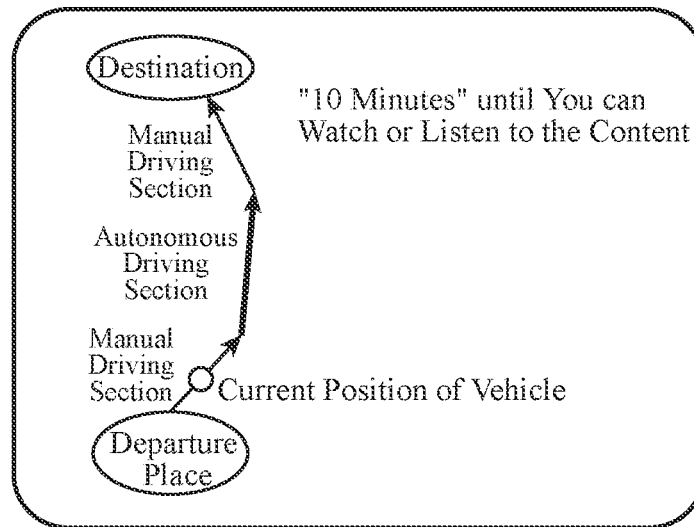 Destination
"10 Minutes" until You can
Watch or Listen to the Content
Manual
Driving
Section
Autonomous
Driving
Section
Manual
Driving
Section
Current Position of Vehicle
Departure
Place